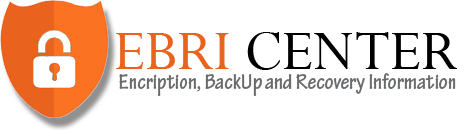 EBRI CENTER
Encription, BackUp and Recovery Information